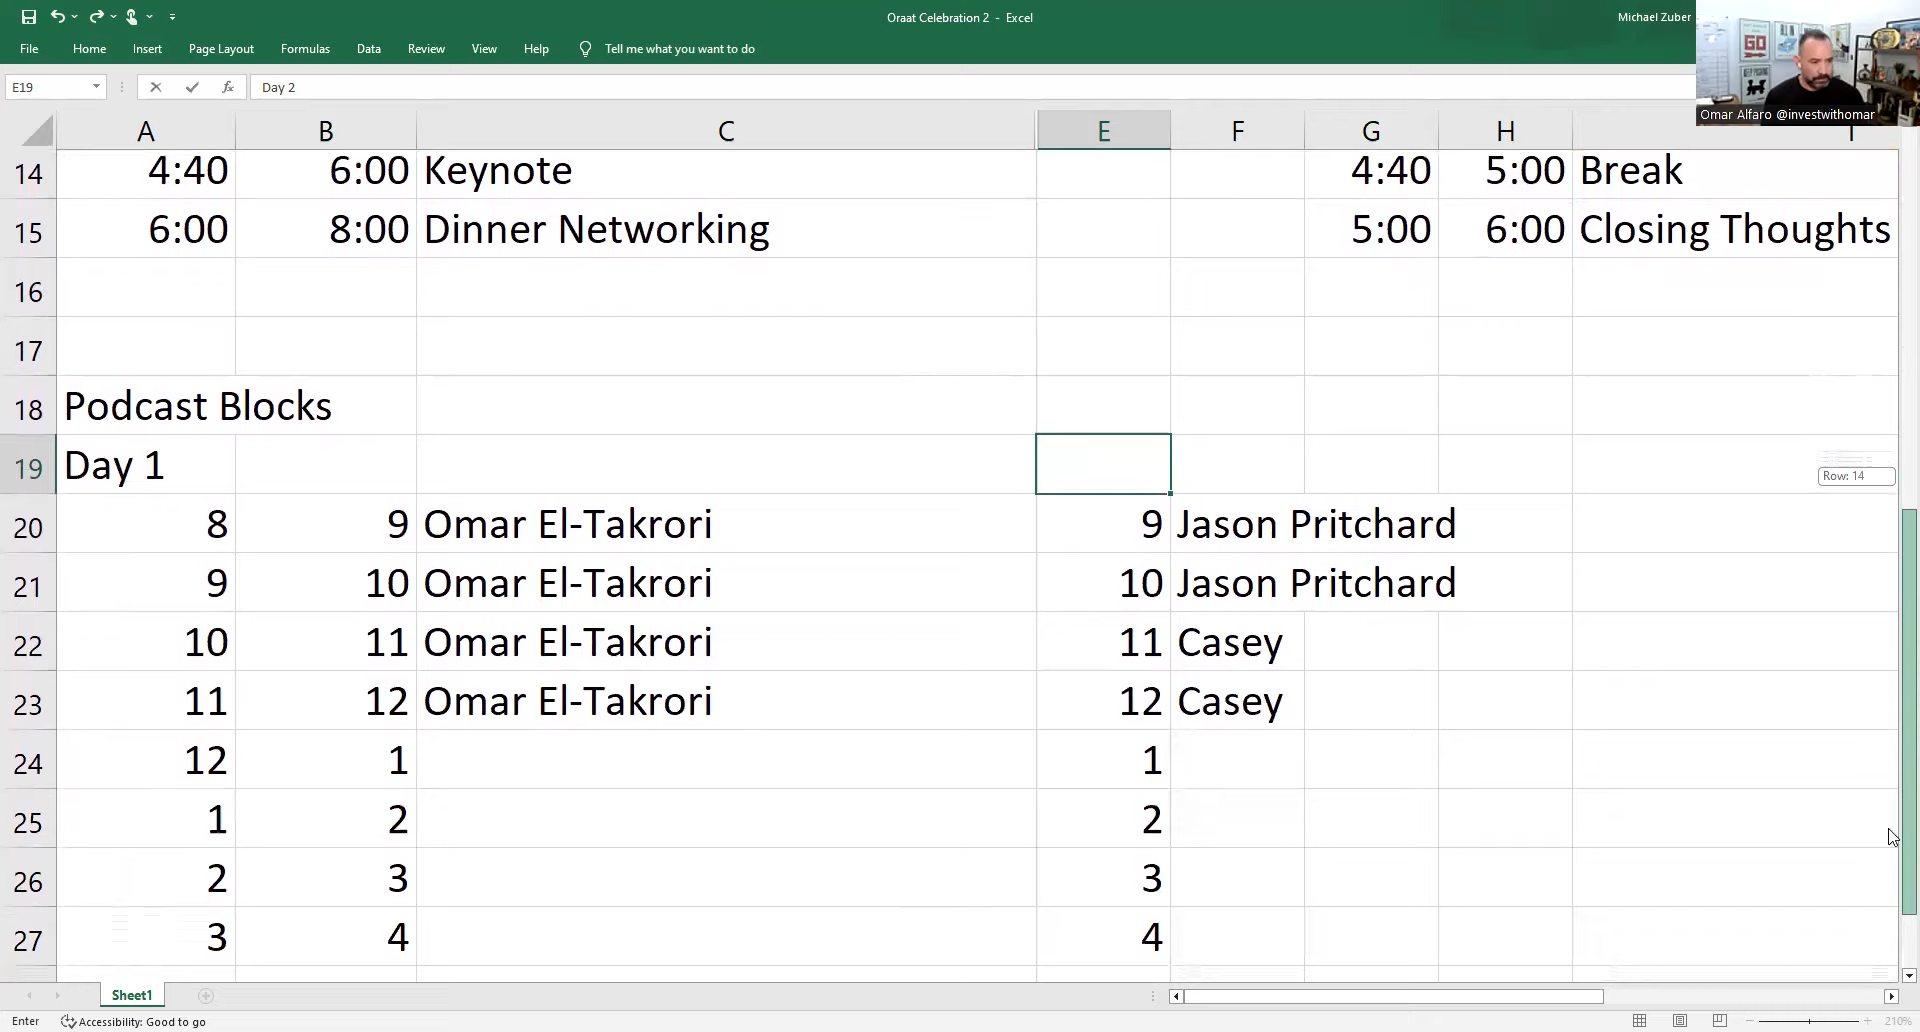 Oraat Celebration 2 - Excel
Michael Zuber
File Home Insert Page Layout Formulas Data Review View Help Tell me what you want to do
GO
KEEP PUSHING
E19 fx Day 2
Omar Alfaro @investwithomar
A B C E F G H I
14 4:40 6:00 Keynote 4:40 5:00 Break
15 6:00 8:00 Dinner Networking 5:00 6:00 Closing Thoughts
16
17
18 Podcast Blocks
19 Day 1
Row: 14
20 8 9 Omar El-Takrori 9 Jason Pritchard
21 9 10 Omar El-Takrori 10 Jason Pritchard
22 10 11 Omar El-Takrori 11 Casey
23 11 12 Omar El-Takrori 12 Casey
24 12 1 1
25 1 2 2
26 2 3 3
27 3 4 4
Sheet1
Enter Accessibility: Good to go 210%